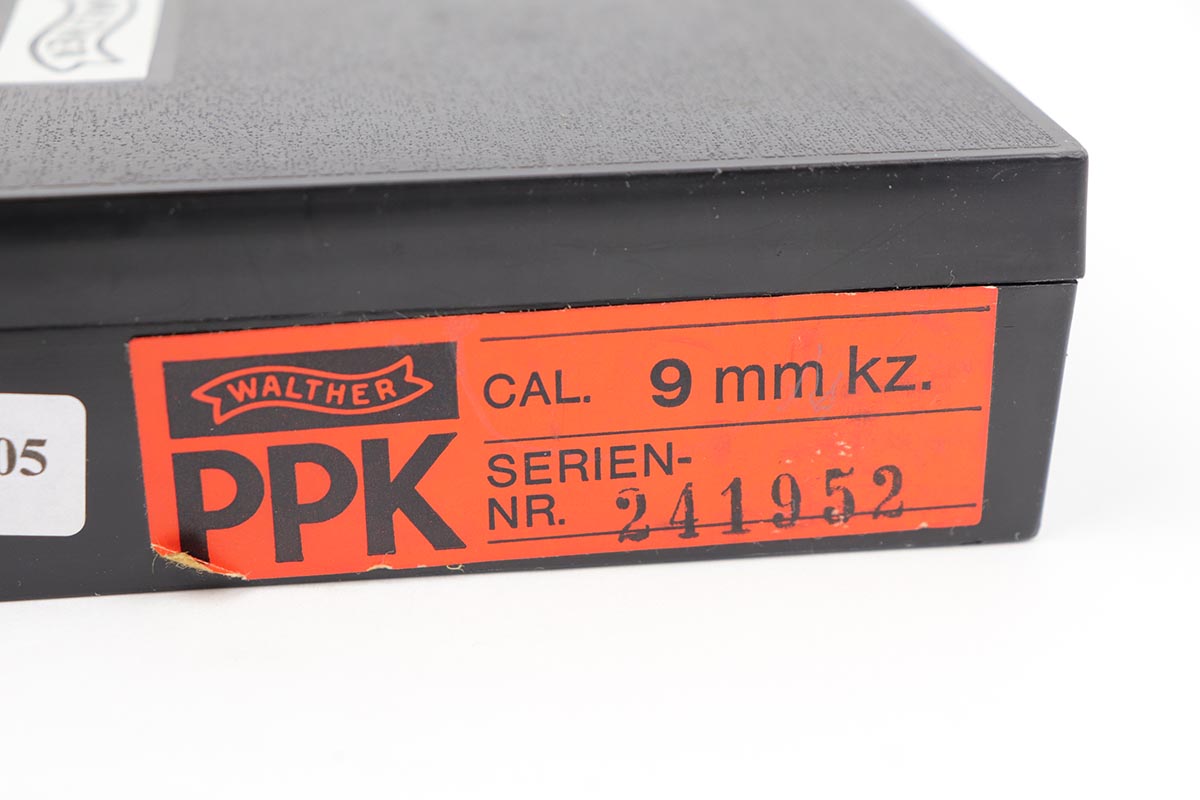 WALTHER
PPK
CAL. 9 mm kz.
SERIEN-
NR. 241952
05